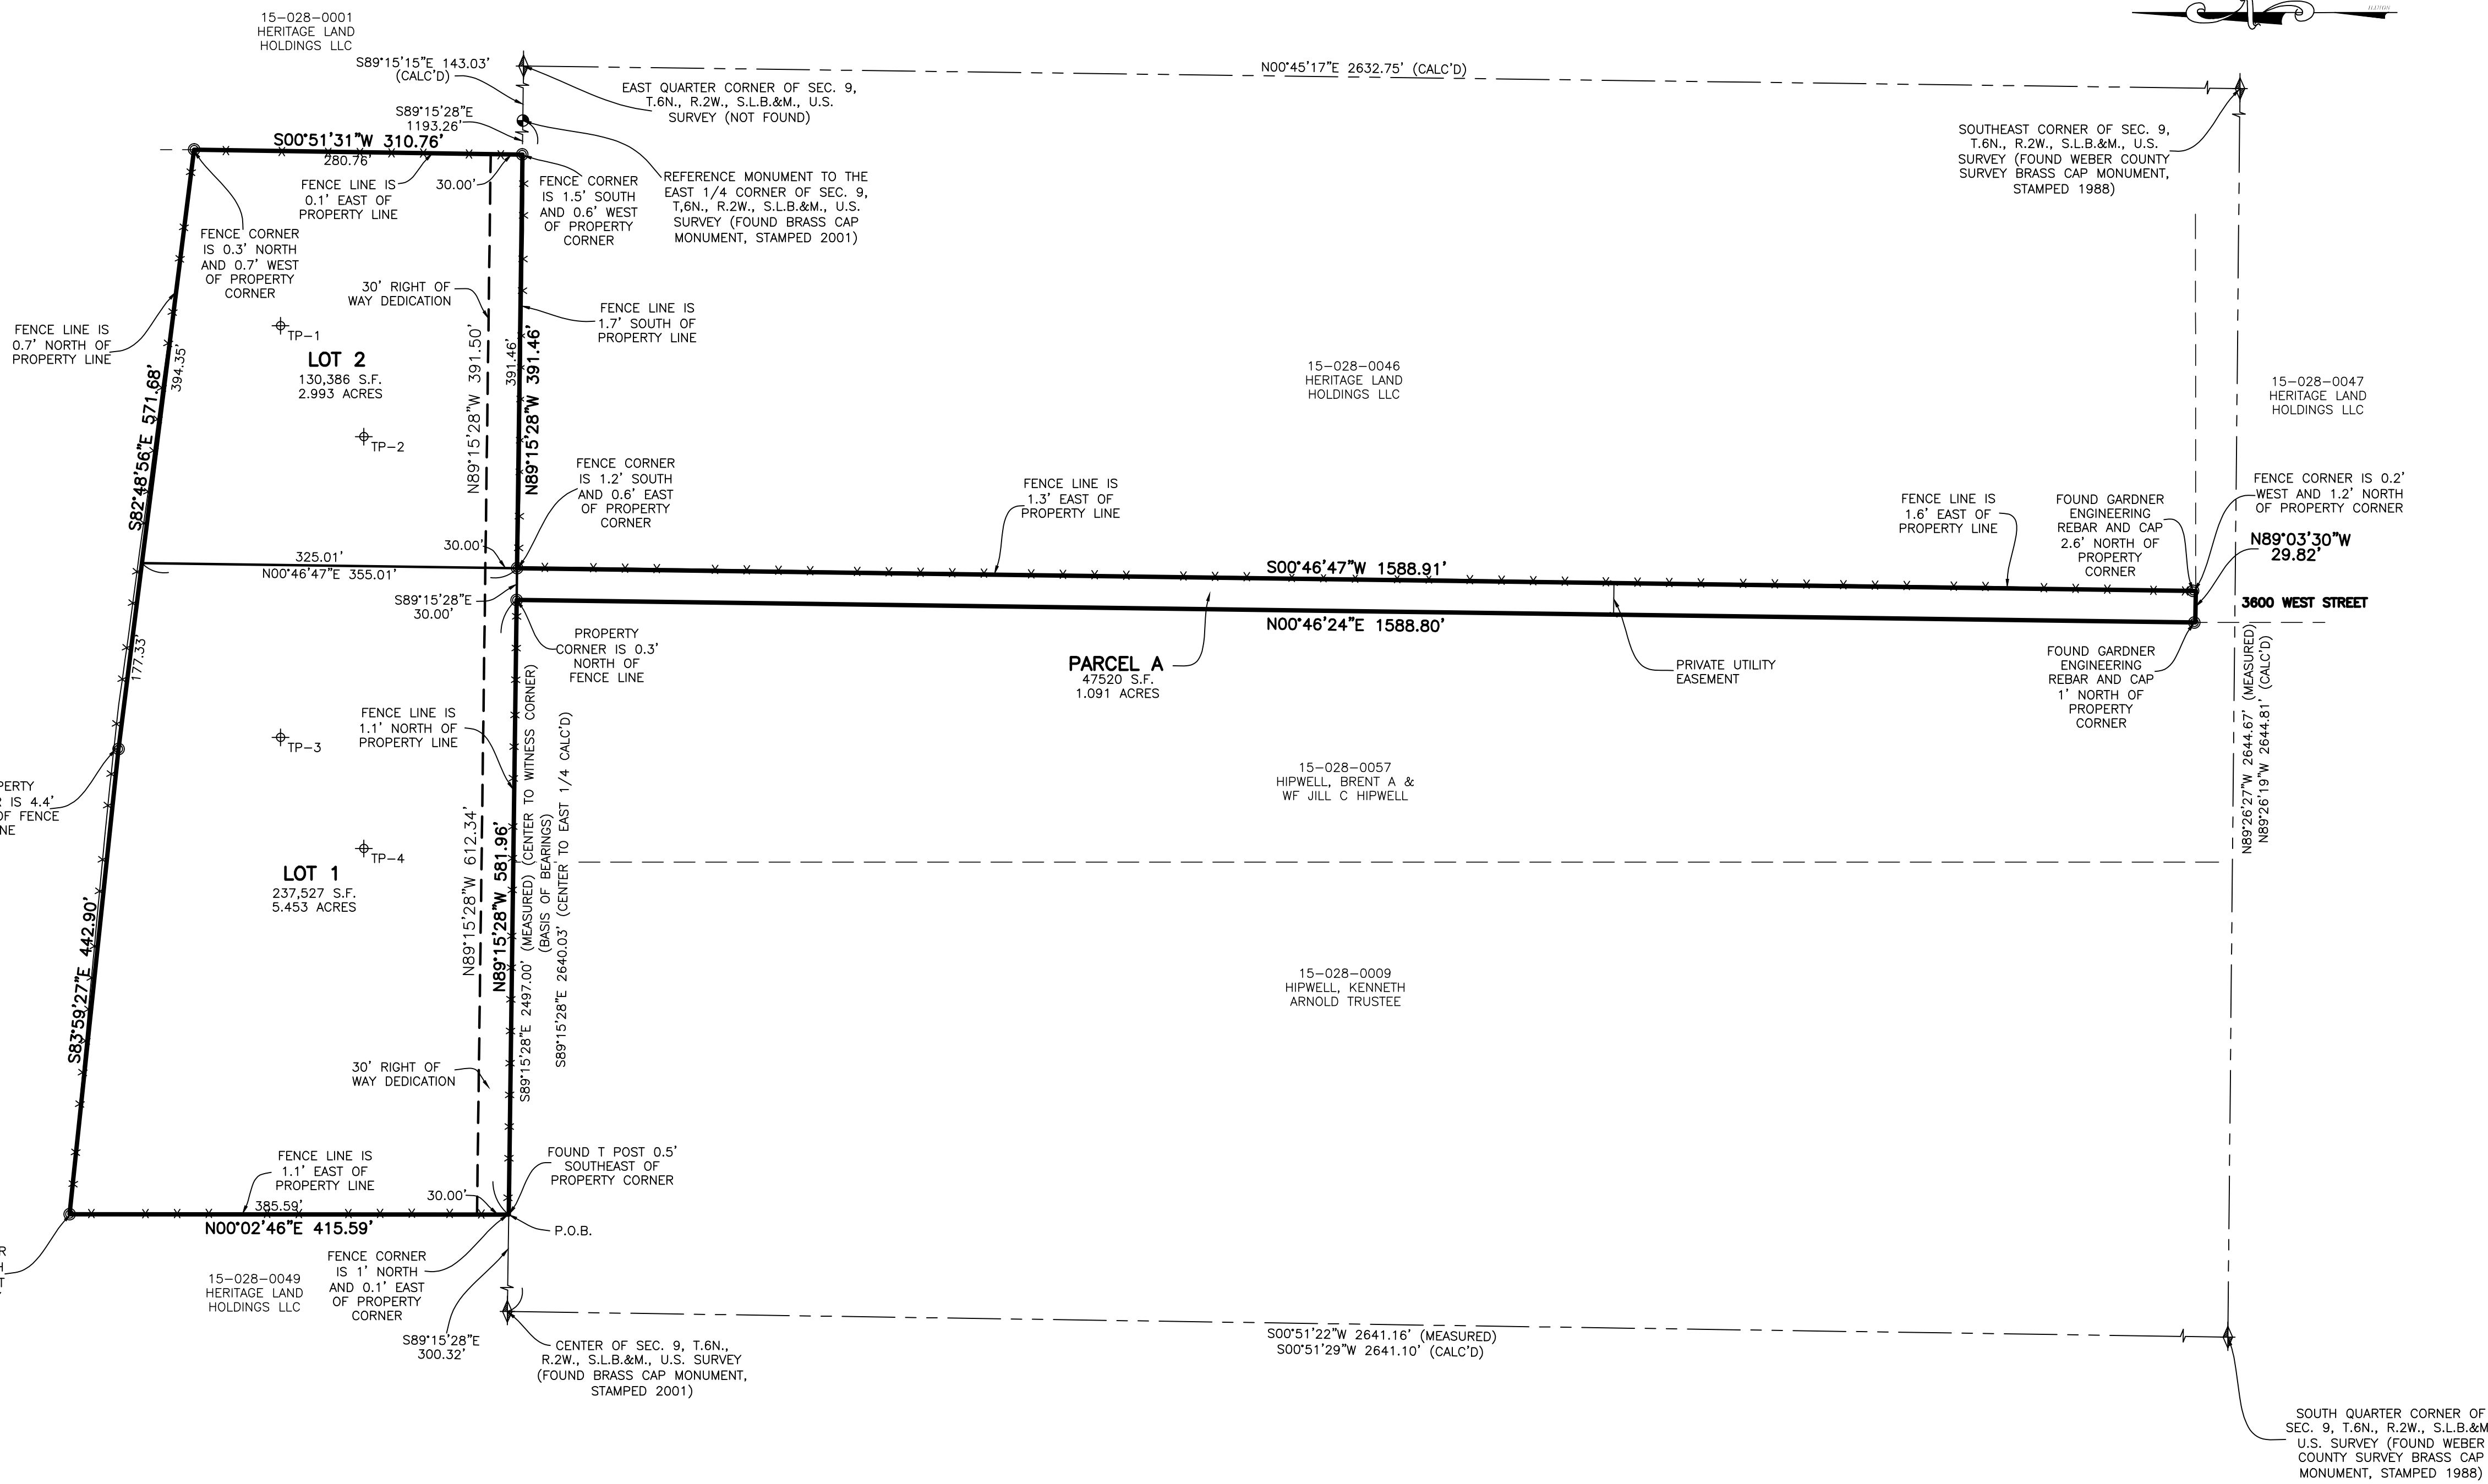 15-028-0001
HERITAGE LAND
HOLDINGS LLC
S89°15'15"E 143.03'
(CALC'D)
N00°45'17"E 2632.75' (CALC'D)
EAST QUARTER CORNER OF SEC. 9,
T.6N., R.2W., S.L.B.&M., U.S.
SURVEY (NOT FOUND)
S89°15'28"E
1193.26'
S00°51'31"W 310.76'
280.76'
FENCE LINE IS
0.1' EAST OF
PROPERTY LINE
30.00'
FENCE CORNER
IS 1.5' SOUTH
AND 0.6' WEST
OF PROPERTY
CORNER
REFERENCE MONUMENT TO THE
EAST 1/4 CORNER OF SEC. 9,
T,6N., R.2W., S.L.B.&M., U.S.
SURVEY (FOUND BRASS CAP
MONUMENT, STAMPED 2001)
SOUTHEAST CORNER OF SEC. 9,
T.6N., R.2W., S.L.B.&M., U.S.
SURVEY (FOUND WEBER COUNTY
SURVEY BRASS CAP MONUMENT,
STAMPED 1988)
FENCE CORNER
IS 0.3' NORTH
AND 0.7' WEST
OF PROPERTY
CORNER
30' RIGHT OF
WAY DEDICATION
FENCE LINE IS
1.7' SOUTH OF
PROPERTY LINE
FENCE LINE IS
0.7' NORTH OF
PROPERTY LINE
TP-1
LOT 2
130,386 S.F.
2.993 ACRES
TP-2
S82°48'56"E 571.68'
394.35'
N89°15'28"W 391.50'
391.46'
N89°15'28"W 391.46'
15-028-0046
HERITAGE LAND
HOLDINGS LLC
15-028-0047
HERITAGE LAND
HOLDINGS LLC
FENCE CORNER
IS 1.2' SOUTH
AND 0.6' EAST
OF PROPERTY
CORNER
FENCE LINE IS
1.3' EAST OF
PROPERTY LINE
FENCE LINE IS
1.6' EAST OF
PROPERTY LINE
FOUND GARDNER
ENGINEERING
REBAR AND CAP
2.6' NORTH OF
PROPERTY
CORNER
FENCE CORNER IS 0.2'
WEST AND 1.2' NORTH
OF PROPERTY CORNER
N89°03'30"W
29.82'
30.00'
325.01'
N00°46'47"E 355.01'
S00°46'47"W 1588.91'
S89°15'28"E
30.00'
3600 WEST STREET
N00°46'24"E 1588.80'
177.33'
PROPERTY
CORNER IS 0.3'
NORTH OF
FENCE LINE
PARCEL A
47520 S.F.
1.091 ACRES
PRIVATE UTILITY
EASEMENT
FOUND GARDNER
ENGINEERING
REBAR AND CAP
1' NORTH OF
PROPERTY
CORNER
N89°26'27"W 2644.67' (MEASURED)
N89°26'19"W 2644.81' (CALC'D)
FENCE LINE IS
1.1' NORTH OF
PROPERTY LINE
TP-3
PERTY
IS 4.4'
OF FENCE
NE
15-028-0057
HIPWELL, BRENT A &
WF JILL C HIPWELL
TP-4
LOT 1
237,527 S.F.
5.453 ACRES
S83°59'27"E 442.90'
N89°15'28"W 612.34'
N89°15'28"W 581.96'
S89°15'28"E 2497.00' (MEASURED) (CENTER TO WITNESS CORNER)
(BASIS OF BEARINGS)
S89°15'28"E 2640.03' (CENTER TO EAST 1/4 CALC'D)
15-028-0009
HIPWELL, KENNETH
ARNOLD TRUSTEE
30' RIGHT OF
WAY DEDICATION
FENCE LINE IS
1.1' EAST OF
PROPERTY LINE
FOUND T POST 0.5'
SOUTHEAST OF
PROPERTY CORNER
385.59'
30.00'
N00°02'46"E 415.59'
P.O.B.
FENCE CORNER
IS 1' NORTH
AND 0.1' EAST
OF PROPERTY
CORNER
15-028-0049
HERITAGE LAND
HOLDINGS LLC
S89°15'28"E
300.32'
CENTER OF SEC. 9, T.6N.,
R.2W., S.L.B.&M., U.S. SURVEY
(FOUND BRASS CAP MONUMENT,
STAMPED 2001)
S00°51'22"W 2641.16' (MEASURED)
S00°51'29"W 2641.10' (CALC'D)
SOUTH QUARTER CORNER OF
SEC. 9, T.6N., R.2W., S.L.B.&M
U.S. SURVEY (FOUND WEBER
COUNTY SURVEY BRASS CAP
MONUMENT, STAMPED 1988)